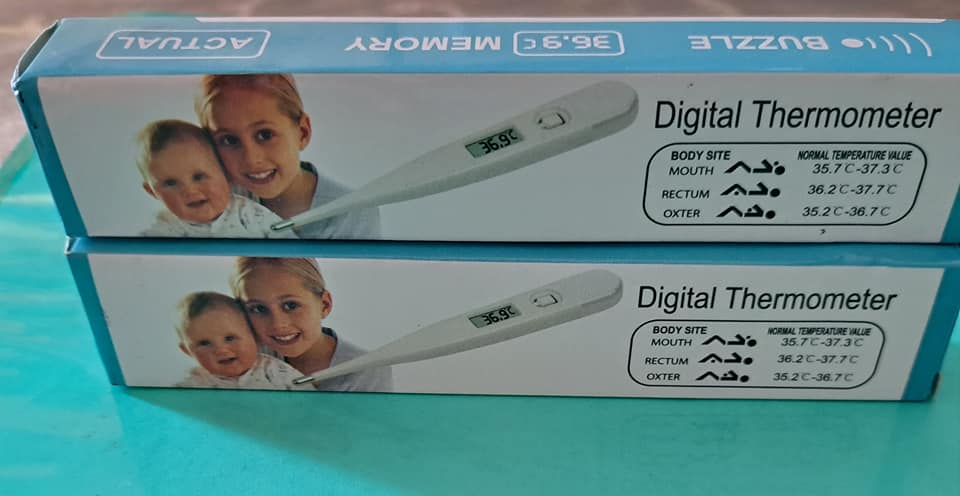 BUZZLE 36.9℃ MEMORY ACTUAL
36.9℃
Digital Thermometer
BODY SITE NORMAL TEMPERATURE VALUE
MOUTH 35.7℃-37.3℃
RECTUM 36.2℃-37.7℃
OXTER 35.2℃-36.7℃
36.9℃
Digital Thermometer
BODY SITE NORMAL TEMPERATURE VALUE
MOUTH 35.7℃-37.3℃
RECTUM 36.2℃-37.7℃
OXTER 35.2℃-36.7℃